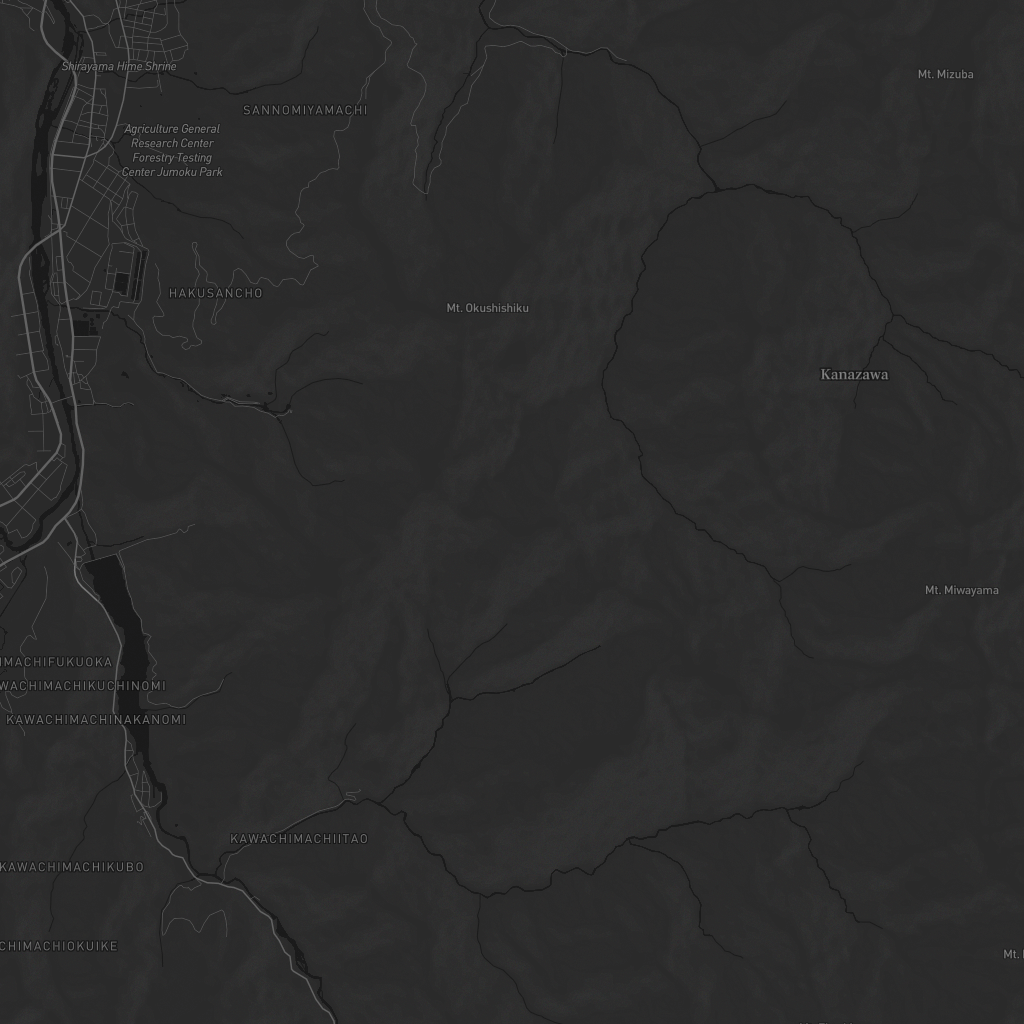 Shirayama Hime Shrine
Mt. Mizuba
SANNOMIYAMACHI
Agriculture General
Research Center
Forestry Testing
Center Jumoku Park
HAKUSANCHO
Mt. Okushishiku
Kanazawa
Mt. Miwayama
IMACHIFUKUOKA
WACHIMACHIKUCHINOMI
KAWACHIMACHINAKANOMI
KAWACHIMACHIITAO
KAWACHIMACHIKUBO
CHIMACHIOKUIKE
Mt.